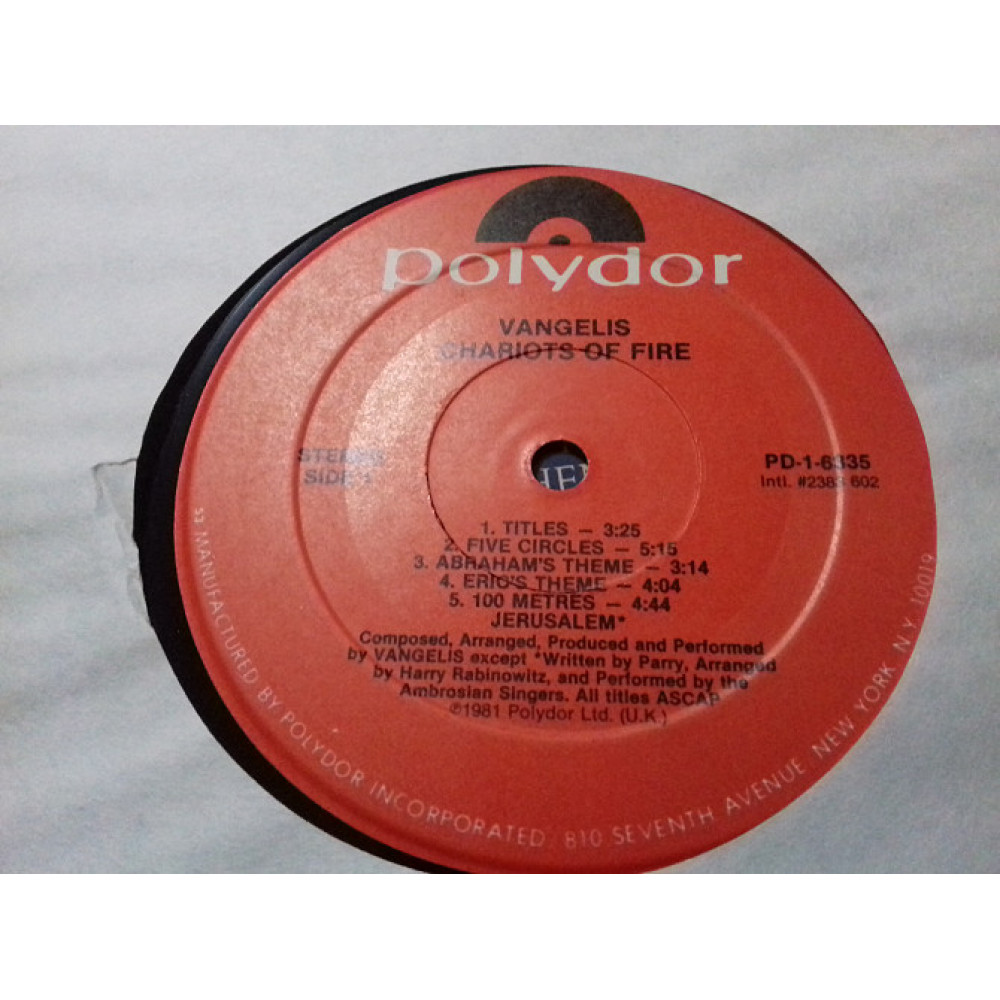 polydor
VANGELIS
CHARIOTS OF FIRE
STEREO
SIDE 1
PD-1-6335
Intl. #2383 602
1. TITLES — 3:25
2. FIVE CIRCLES — 5:15
3. ABRAHAM'S THEME — 3:14
4. ERIC'S THEME — 4:04
5. 100 METRES — 4:44
JERUSALEM*
Composed, Arranged, Produced and Performed
by VANGELIS except *Written by Parry, Arranged
by Harry Rabinowitz, and Performed by the
Ambrosian Singers. All titles ASCAP
℗1981 Polydor Ltd. (U.K.)
53 MANUFACTURED BY POLYDOR INCORPORATED. 810 SEVENTH AVENUE. NEW YORK. N.Y. 10019